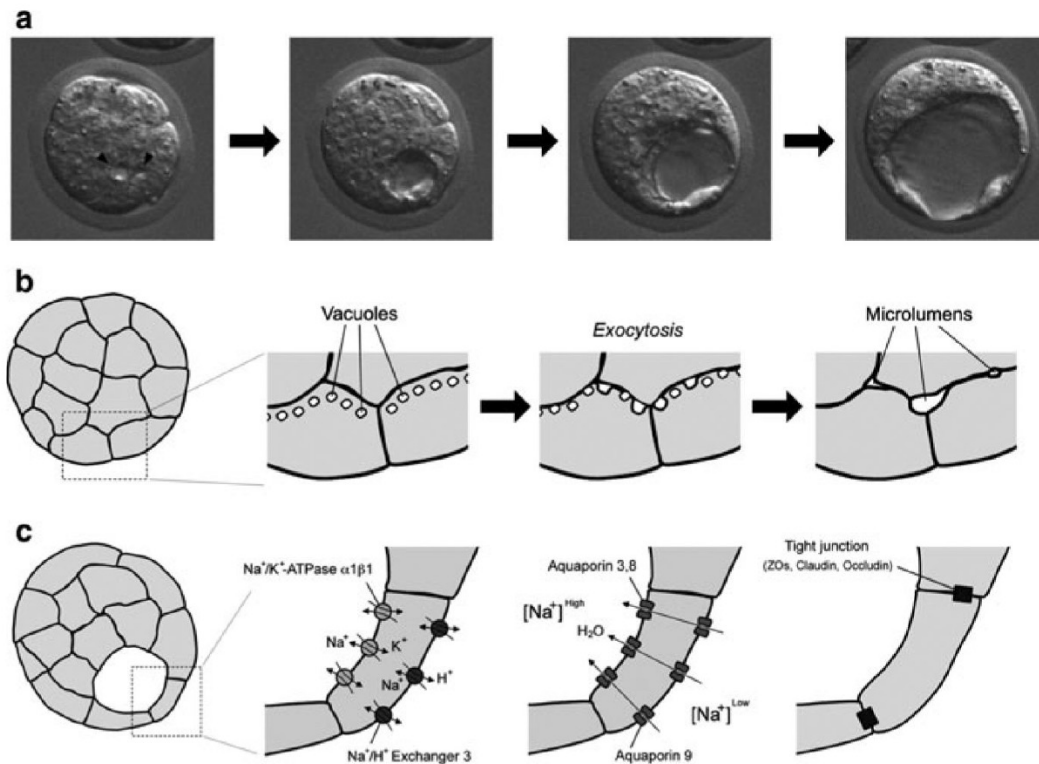 a
b
Vacuoles
Exocytosis
Microlumens
c
Na⁺/K⁺-ATPase α1β1
Na⁺
K⁺
Na⁺
H⁺
Na⁺/H⁺ Exchanger 3
Aquaporin 3,8
[Na⁺]High
H₂O
[Na⁺]Low
Aquaporin 9
Tight junction
(ZOs, Claudin, Occludin)